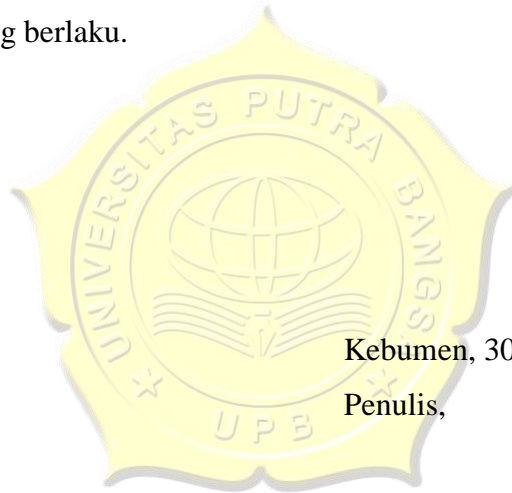 g berlaku.
UNIVERSITAS PUTRA BANGSA
Kebumen, 30
Penulis,
UPB